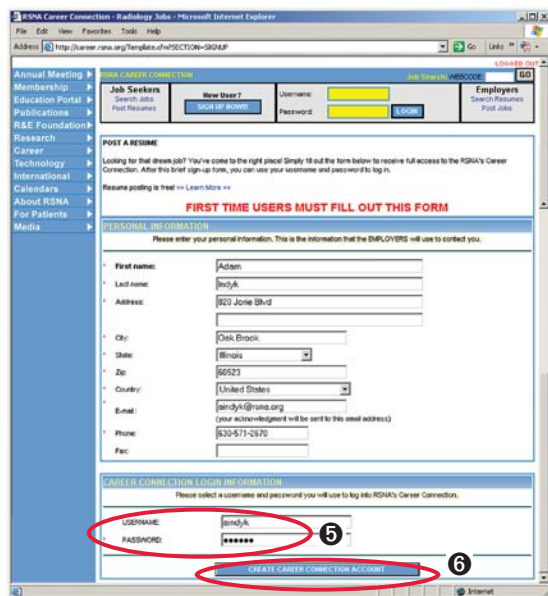 RSNA Career Connection - Radiology Jobs - Microsoft Internet Explorer
File Edit View Favorites Tools Help
Address http://career.rsna.org/Template.cfm?SECTION=SIGNUP Go Links »
LOGGED OUT
Annual Meeting
Membership
Education Portal
Publications
R&E Foundation
Research
Career
Technology
International
Calendars
About RSNA
For Patients
Media
RSNA CAREER CONNECTION Job Search: WEBCODE: GO
Job Seekers
Search Jobs
Post Resumes
New User?
SIGN UP NOW!!
Username:
Password: LOGIN
Employers
Search Resumes
Post Jobs
POST A RESUME
Looking for that dream job? You've come to the right place! Simply fill out the form below to receive full access to the RSNA's Career
Connection. After this brief sign-up form, you can use your username and password to log in.
Resume posting is free! >> Learn More <<
FIRST TIME USERS MUST FILL OUT THIS FORM
PERSONAL INFORMATION
Please enter your personal information. This is the information that the EMPLOYERS will use to contact you.
* First name: Adam
* Last name: Indyk
* Address: 820 Jorie Blvd
* City: Oak Brook
* State: Illinois
* Zip: 60523
* Country: United States
* E-mail : aindyk@rsna.org
(your acknowledgment will be sent to this email address)
* Phone: 630-571-2670
Fax:
CAREER CONNECTION LOGIN INFORMATION
Please select a username and password you will use to log into RSNA's Career Connection.
USERNAME: aindyk
* PASSWORD: ●●●●●● 5
CREATE CAREER CONNECTION ACCOUNT 6
Internet